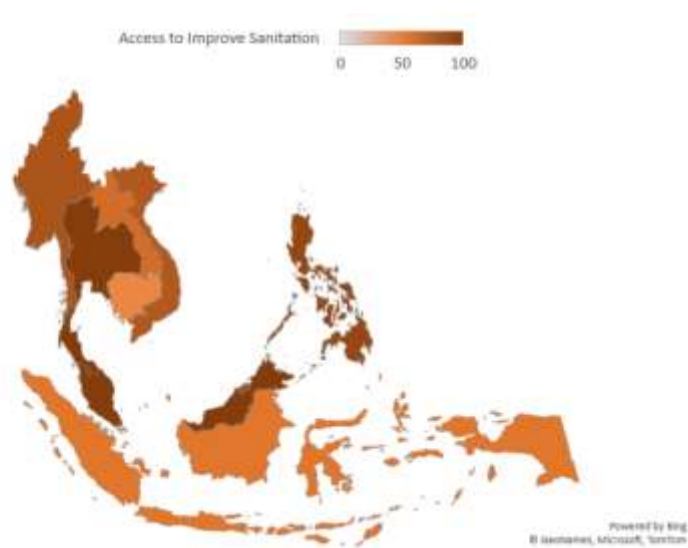 Access to Improve Sanitation
0 50 100
Powered by Bing
© GeoNames, Microsoft, TomTom